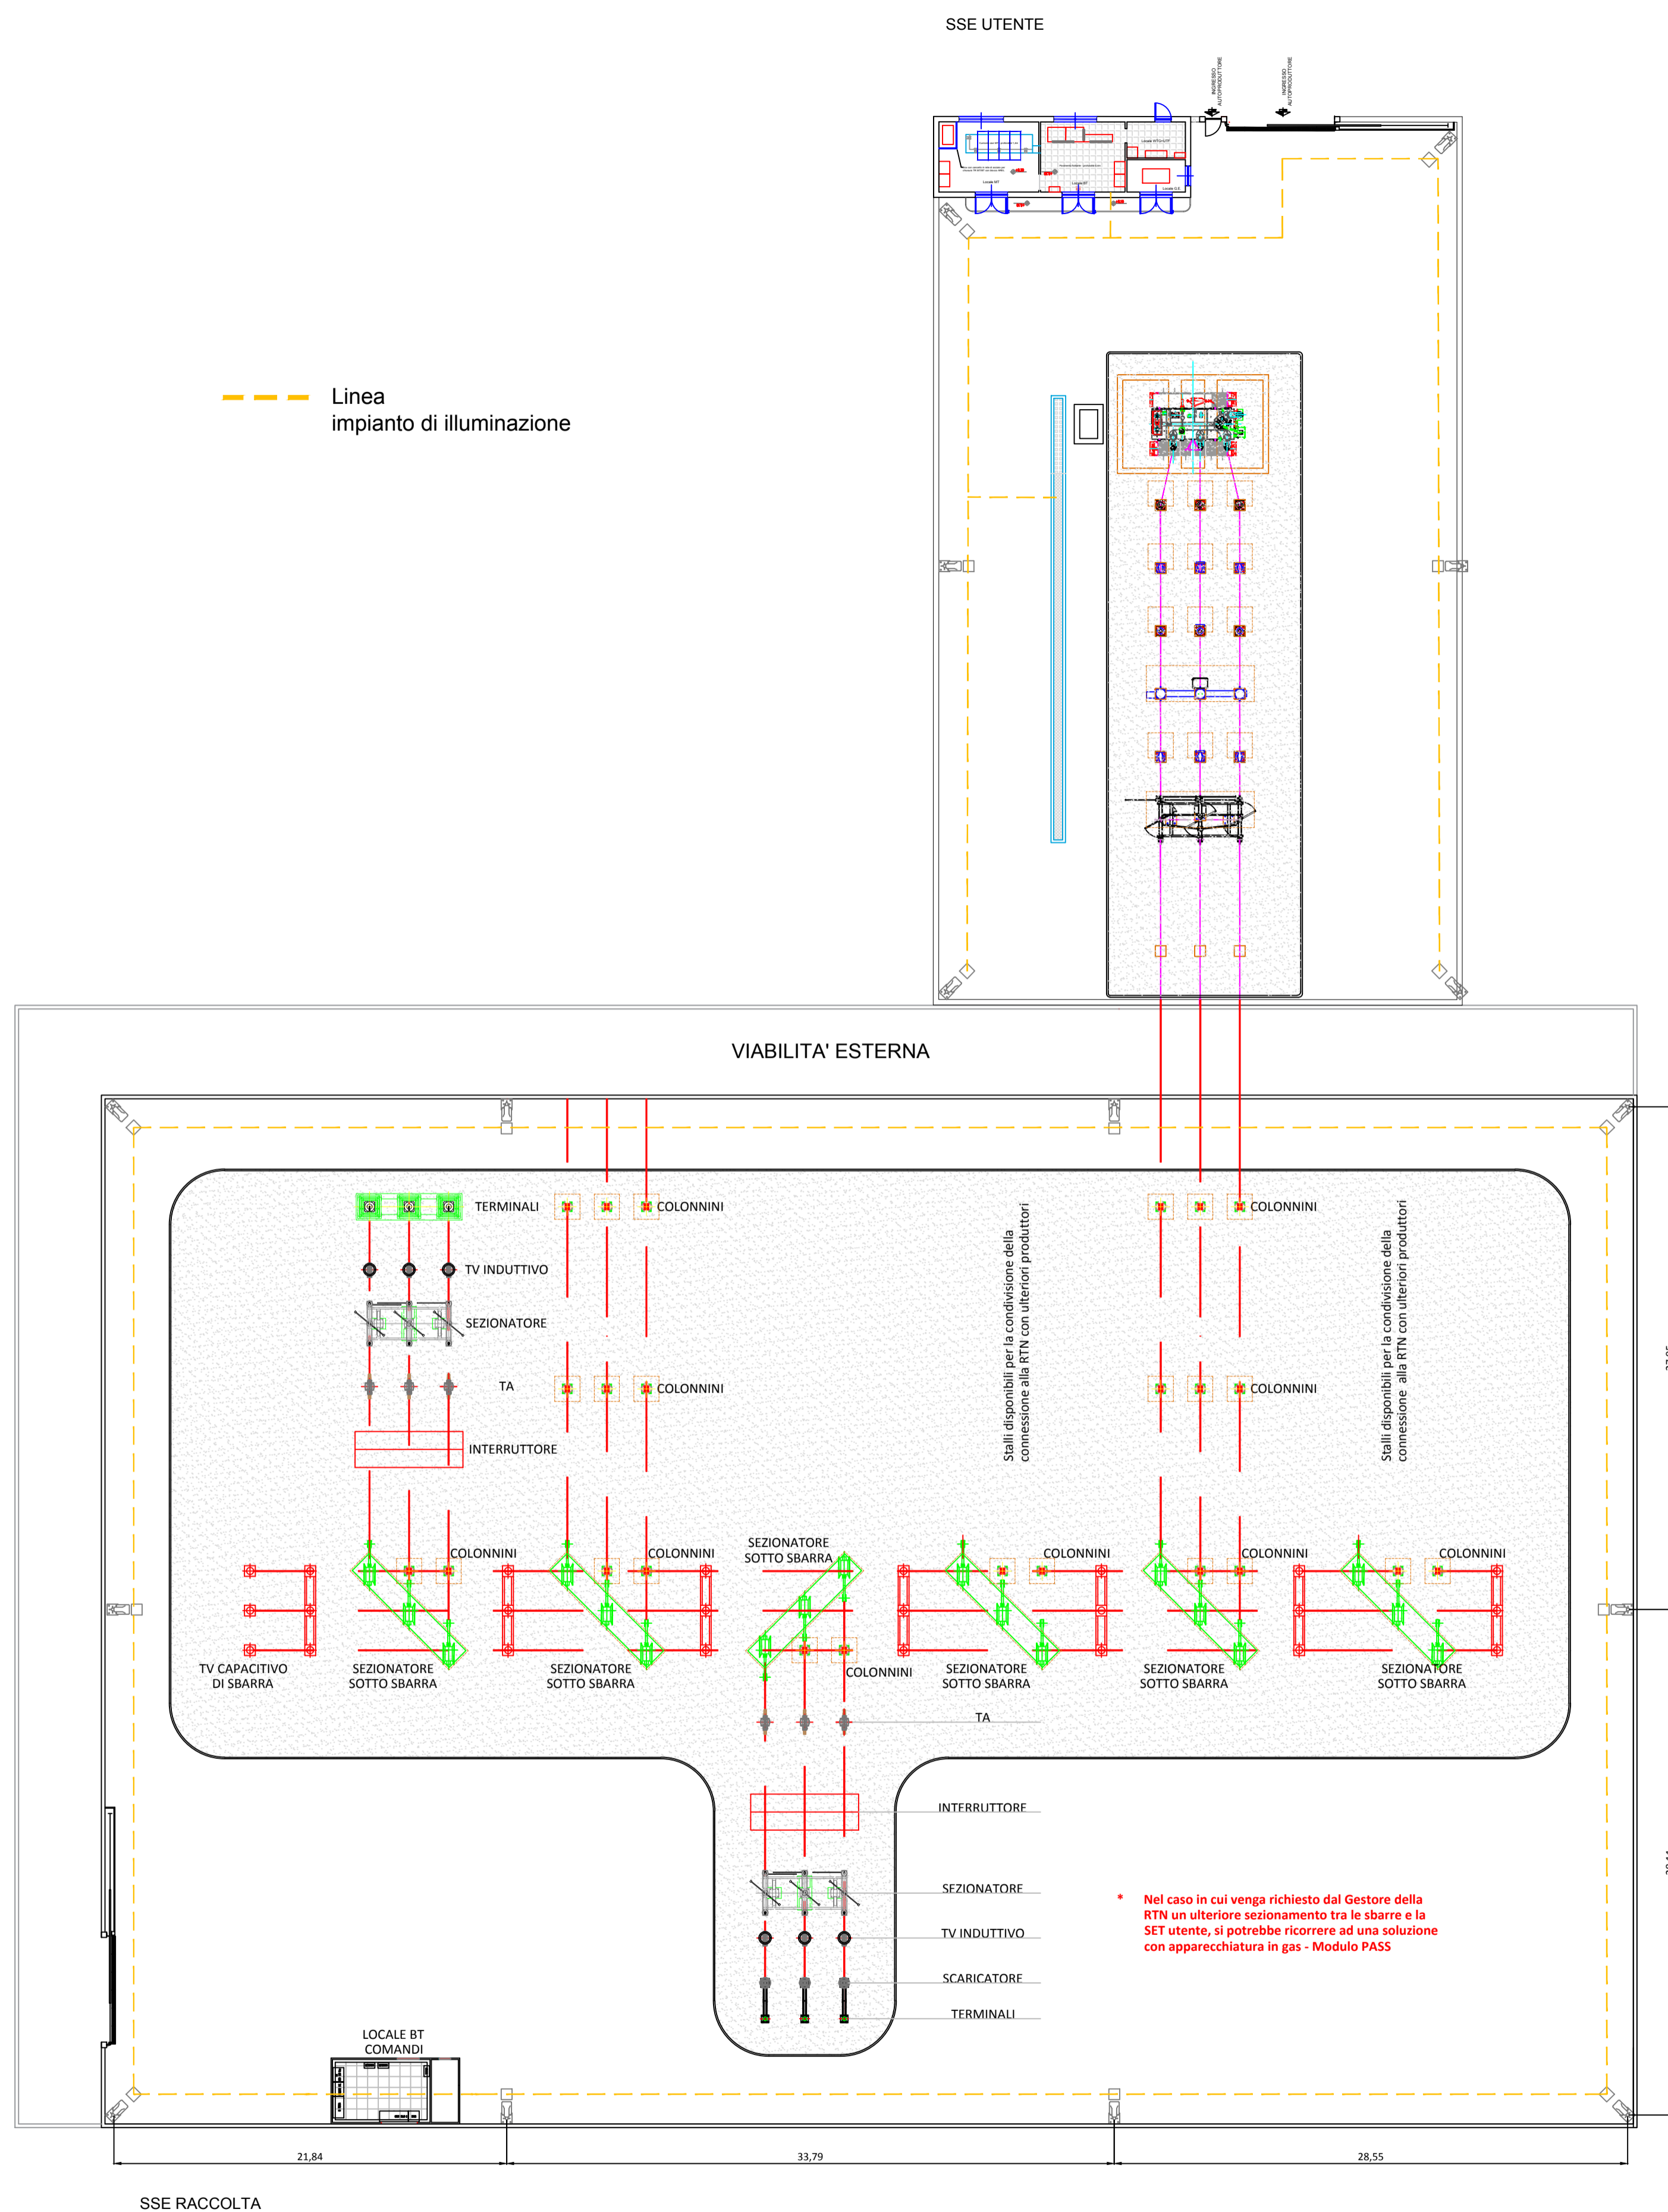 SSE UTENTE
INGRESSO
AUTOPRODUTTORE
INGRESSO
AUTOPRODUTTORE
Locale MT
Locale BT
Linea
impianto di illuminazione
VIABILITA' ESTERNA
TERMINALI
COLONNINI
COLONNINI
TV INDUTTIVO
SEZIONATORE
TA
COLONNINI
COLONNINI
INTERRUTTORE
Stalli disponibili per la condivisione della
connessione alla RTN con ulteriori produttori
Stalli disponibili per la condivisione della
connessione alla RTN con ulteriori produttori
COLONNINI
COLONNINI
SEZIONATORE
SOTTO SBARRA
COLONNINI
COLONNINI
COLONNINI
TV CAPACITIVO
DI SBARRA
SEZIONATORE
SOTTO SBARRA
SEZIONATORE
SOTTO SBARRA
COLONNINI
SEZIONATORE
SOTTO SBARRA
SEZIONATORE
SOTTO SBARRA
SEZIONATORE
SOTTO SBARRA
TA
INTERRUTTORE
SEZIONATORE
TV INDUTTIVO
SCARICATORE
TERMINALI
* Nel caso in cui venga richiesto dal Gestore della
RTN un ulteriore sezionamento tra le sbarre e la
SET utente, si potrebbe ricorrere ad una soluzione
con apparecchiatura in gas - Modulo PASS
LOCALE BT
COMANDI
21,84
33,79
28,55
SSE RACCOLTA